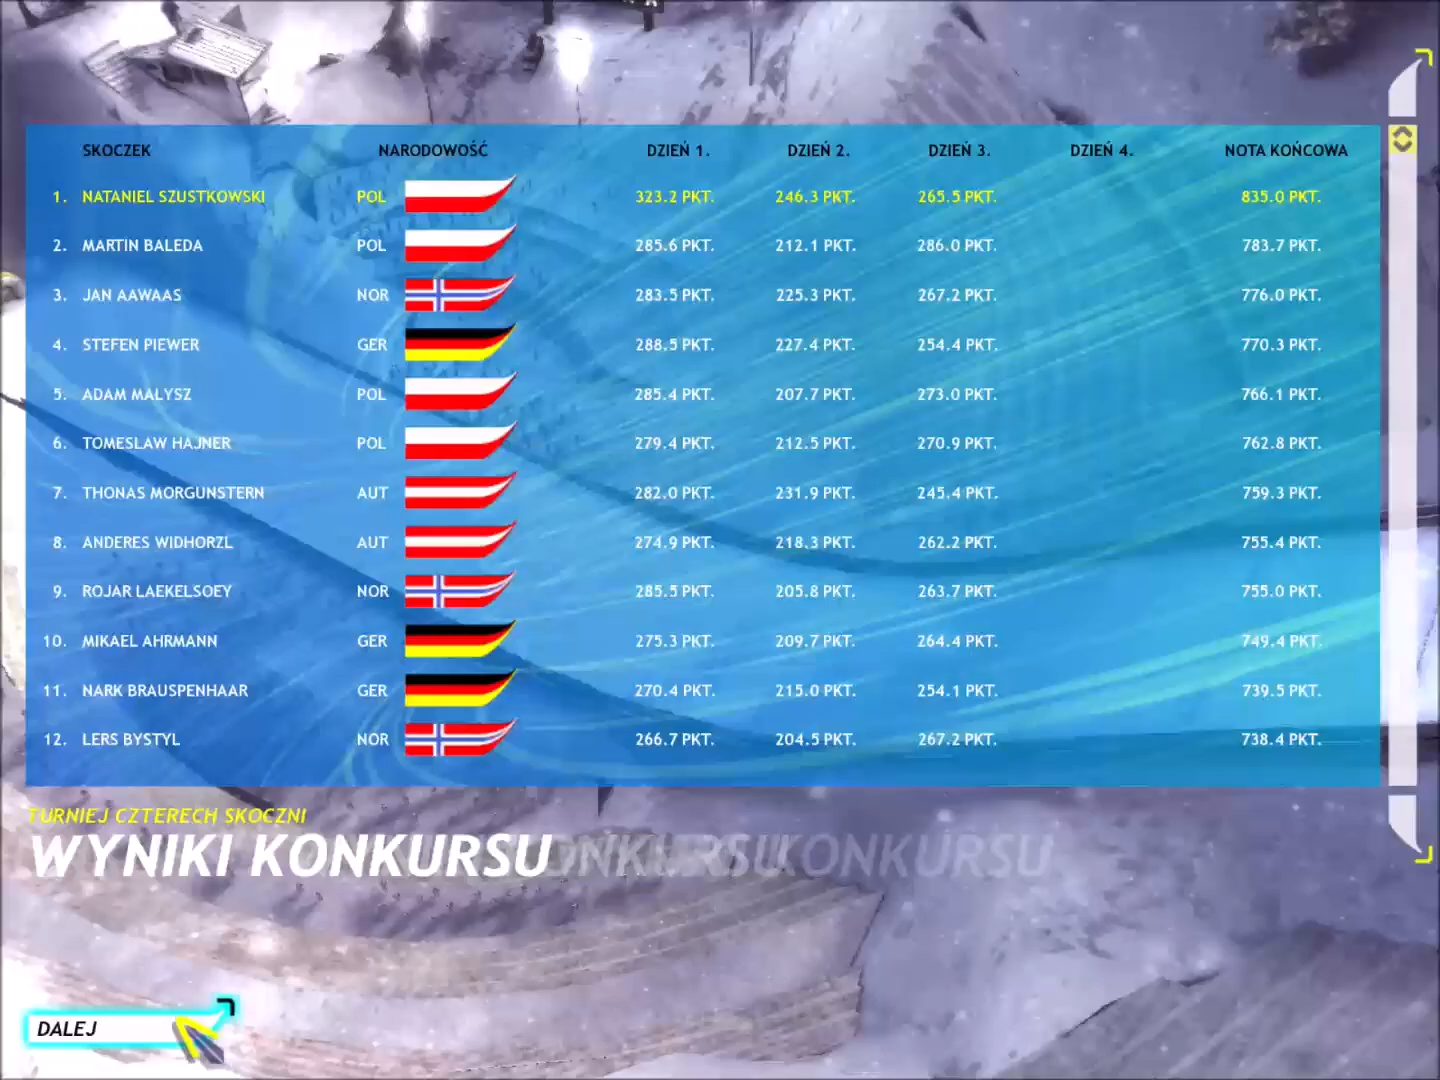 SKOCZEK NARODOWOŚĆ DZIEŃ 1. DZIEŃ 2. DZIEŃ 3. DZIEŃ 4. NOTA KOŃCOWA
1. NATANIEL SZUSTKOWSKI POL 323.2 PKT. 246.3 PKT. 265.5 PKT. 835.0 PKT.
2. MARTIN BALEDA POL 285.6 PKT. 212.1 PKT. 286.0 PKT. 783.7 PKT.
3. JAN AAWAAS NOR 283.5 PKT. 225.3 PKT. 267.2 PKT. 776.0 PKT.
4. STEFEN PIEWER GER 288.5 PKT. 227.4 PKT. 254.4 PKT. 770.3 PKT.
5. ADAM MALYSZ POL 285.4 PKT. 207.7 PKT. 273.0 PKT. 766.1 PKT.
6. TOMESLAW HAJNER POL 279.4 PKT. 212.5 PKT. 270.9 PKT. 762.8 PKT.
7. THONAS MORGUNSTERN AUT 282.0 PKT. 231.9 PKT. 245.4 PKT. 759.3 PKT.
8. ANDERES WIDHORZL AUT 274.9 PKT. 218.3 PKT. 262.2 PKT. 755.4 PKT.
9. ROJAR LAEKELSOEY NOR 285.5 PKT. 205.8 PKT. 263.7 PKT. 755.0 PKT.
10. MIKAEL AHRMANN GER 275.3 PKT. 209.7 PKT. 264.4 PKT. 749.4 PKT.
11. NARK BRAUSPENHAAR GER 270.4 PKT. 215.0 PKT. 254.1 PKT. 739.5 PKT.
12. LERS BYSTYL NOR 266.7 PKT. 204.5 PKT. 267.2 PKT. 738.4 PKT.
TURNIEJ CZTERECH SKOCZNI
WYNIKI KONKURSU
DALEJ